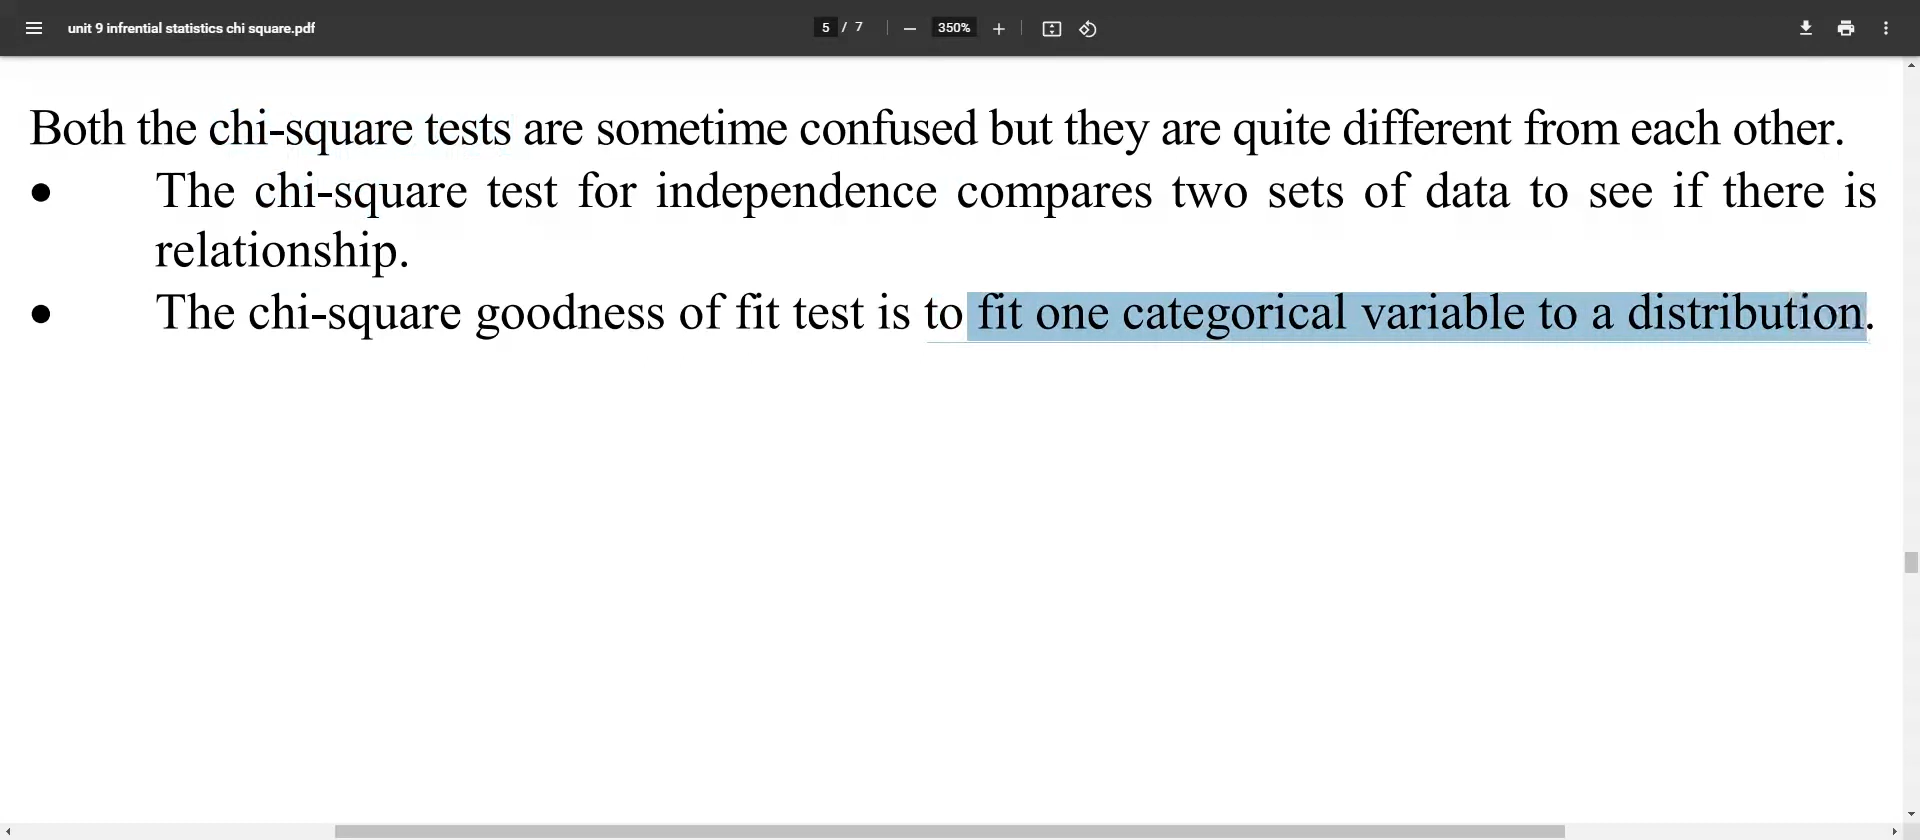 unit 9 infrential statistics chi square.pdf
5 / 7
350%
Both the chi-square tests are sometime confused but they are quite different from each other.
● The chi-square test for independence compares two sets of data to see if there is
relationship.
● The chi-square goodness of fit test is to fit one categorical variable to a distribution.